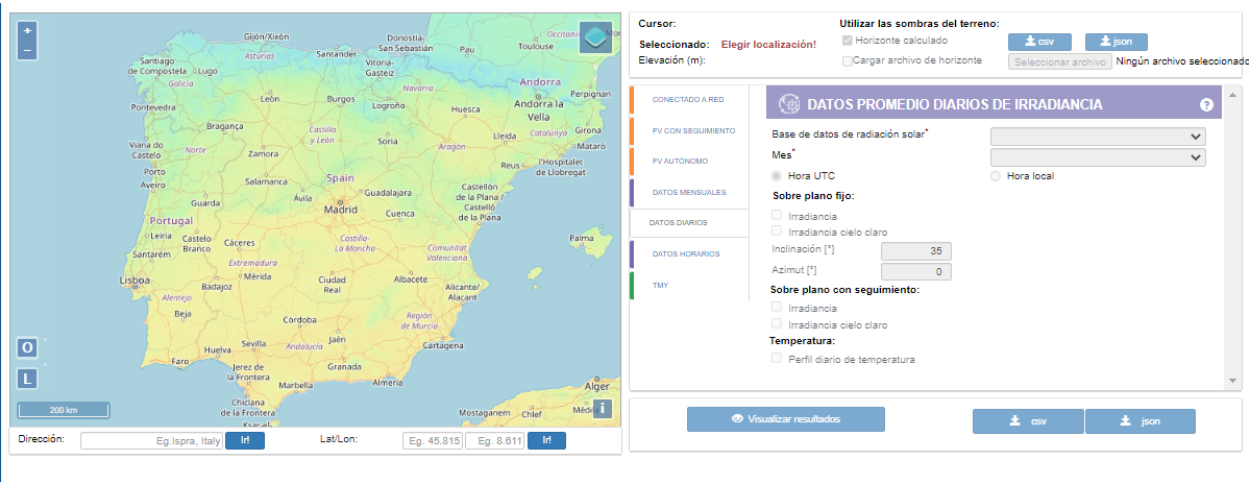 +
−
Gijón/Xixón
Donostia-
San Sebastián
Occitanie
Santiago
de Compostela
Lugo
Asturias
Santander
Vitoria-
Gasteiz
Pau
Toulouse
Galicia
Navarra
Andorra
Perpignan
Pontevedra
León
Burgos
Logroño
Huesca
Andorra la
Vella
Bragança
Castilla
y León
Soria
Aragón
Lleida
Catalunya
Girona
Viana do
Castelo
Norte
Zamora
Mataró
Reus
l'Hospitalet
de Llobregat
Porto
Aveiro
Salamanca
Spain
Guarda
Ávila
Madrid
Guadalajara
Castellón
de la Plana /
Castelló
de la Plana
Cuenca
Portugal
Leiria
Castelo
Branco
Cáceres
Castilla-
La Mancha
Comunitat
Valenciana
Palma
Santarém
Extremadura
Lisboa
Mérida
Badajoz
Ciudad
Real
Albacete
Alicante/
Alacant
Alentejo
Beja
Córdoba
Región
de Murcia
Huelva
Sevilla
Andalucía
Jaén
Cartagena
Faro
Jerez de
la Frontera
Granada
Marbella
Almería
Alger
Chiclana
de la Frontera
Mostaganem
Chlef
O
L
200 km
i
Dirección:
Eg.Ispra, Italy
Ir!
Lat/Lon:
Eg. 45.815
Eg. 8.611
Ir!
Cursor:
Utilizar las sombras del terreno:
Seleccionado: Elegir localización!
Horizonte calculado
csv
json
Elevación (m):
Cargar archivo de horizonte
Seleccionar archivo
Ningún archivo seleccionado
CONECTADO A RED
PV CON SEGUIMIENTO
PV AUTÓNOMO
DATOS MENSUALES
DATOS DIARIOS
DATOS HORARIOS
TMY
DATOS PROMEDIO DIARIOS DE IRRADIANCIA
?
Base de datos de radiación solar*
Mes*
Hora UTC
Hora local
Sobre plano fijo:
Irradiancia
Irradiancia cielo claro
Inclinación [°]
35
Azimut [°]
0
Sobre plano con seguimiento:
Irradiancia
Irradiancia cielo claro
Temperatura:
Perfil diario de temperatura
Visualizar resultados
csv
json